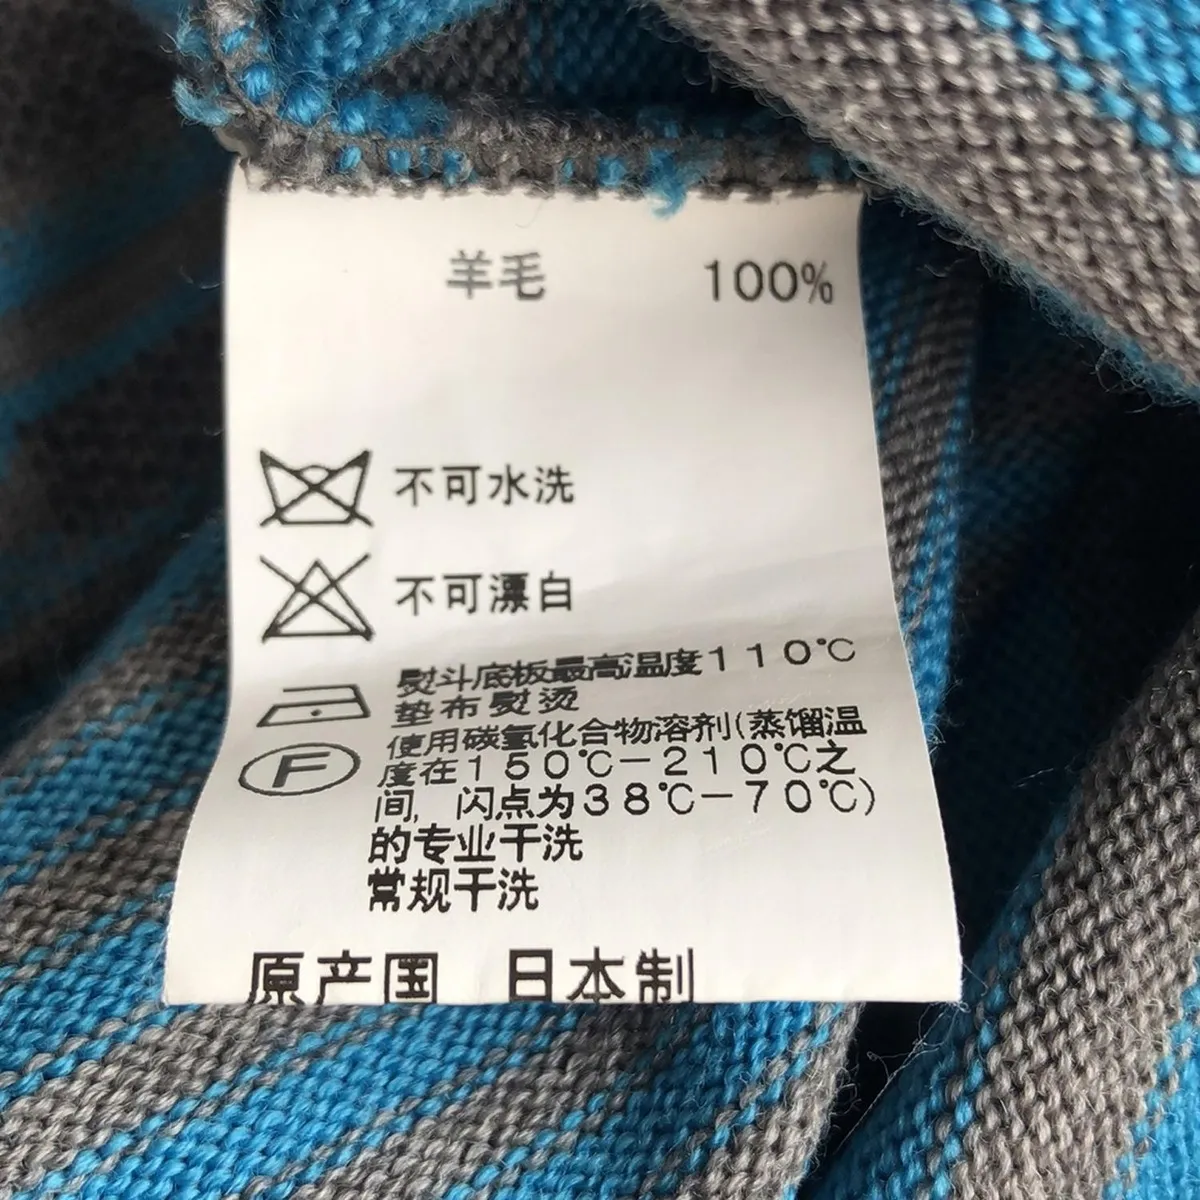 羊毛 100%
不可水洗
不可漂白
熨斗底板最高温度110℃
垫布熨烫
F
使用碳氢化合物溶剂(蒸馏温
度在150℃-210℃之
间, 闪点为38℃-70℃)
的专业干洗
常规干洗
原产国 日本制